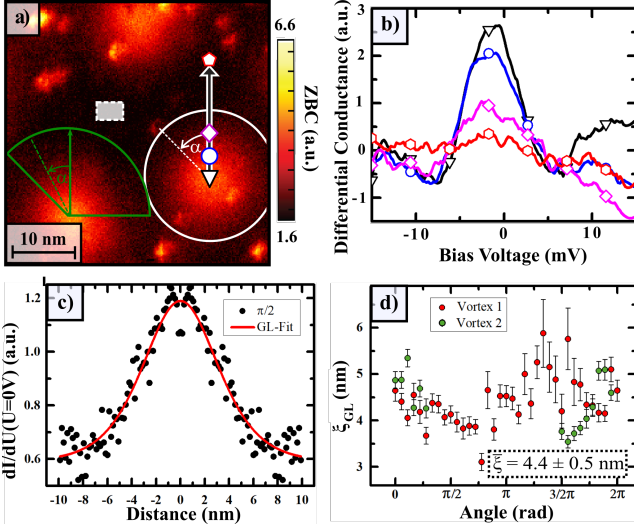 a)
α
α
10 nm
6.6
ZBC (a.u.)
1.6
b)
Differential Conductance (a.u.)
3
2
1
0
-1
-2
-10
0
10
Bias Voltage (mV)
c)
π/2
GL-Fit
dI/dU(U=0V) (a.u.)
1.2
1.0
0.8
0.6
-10
-8
-6
-4
-2
0
2
4
6
8
10
Distance (nm)
d)
Vortex 1
Vortex 2
ξGL (nm)
6
5
4
3
ξ = 4.4 ± 0.5 nm
0
π/2
π
3/2π
2π
Angle (rad)